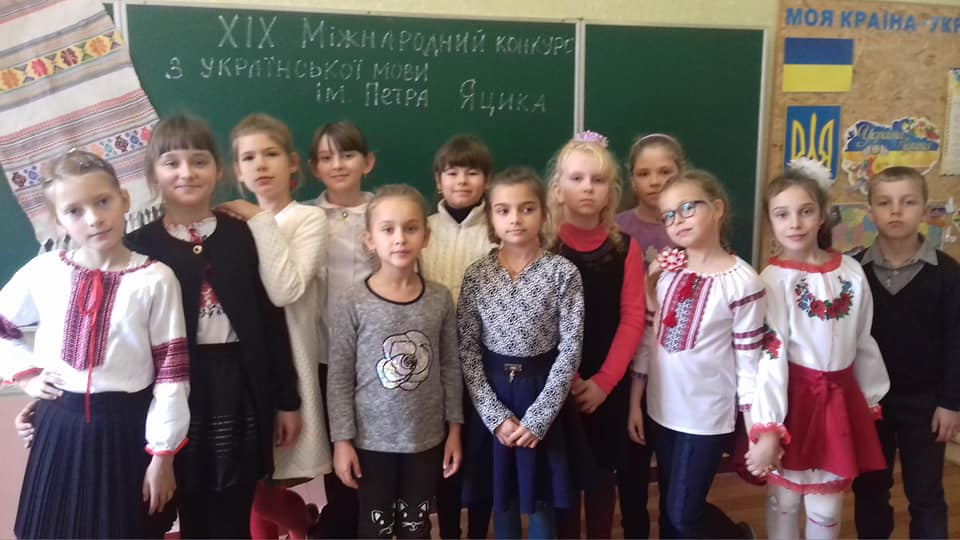 XIX Міжнародний конкурс
з української мови
ім. Петра Яцика
МОЯ КРАЇНА УКР